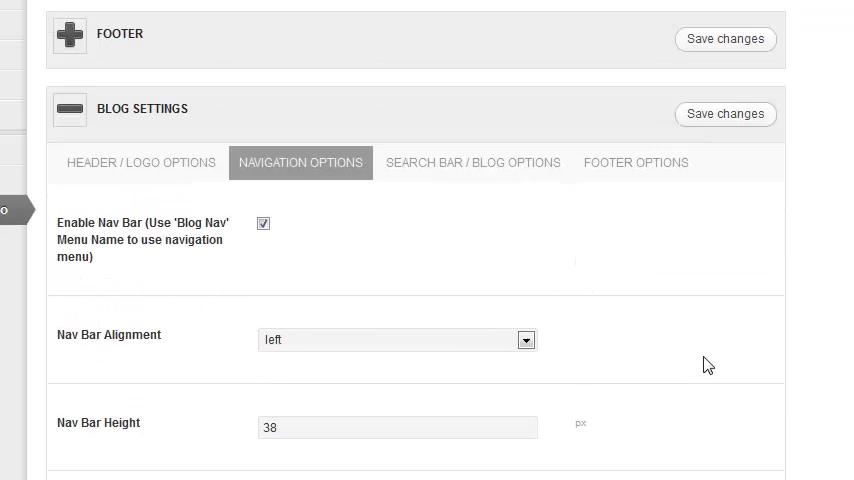 FOOTER
Save changes
BLOG SETTINGS
Save changes
HEADER / LOGO OPTIONS
NAVIGATION OPTIONS
SEARCH BAR / BLOG OPTIONS
FOOTER OPTIONS
Enable Nav Bar (Use 'Blog Nav'
Menu Name to use navigation
menu)
Nav Bar Alignment
left
Nav Bar Height
38
px